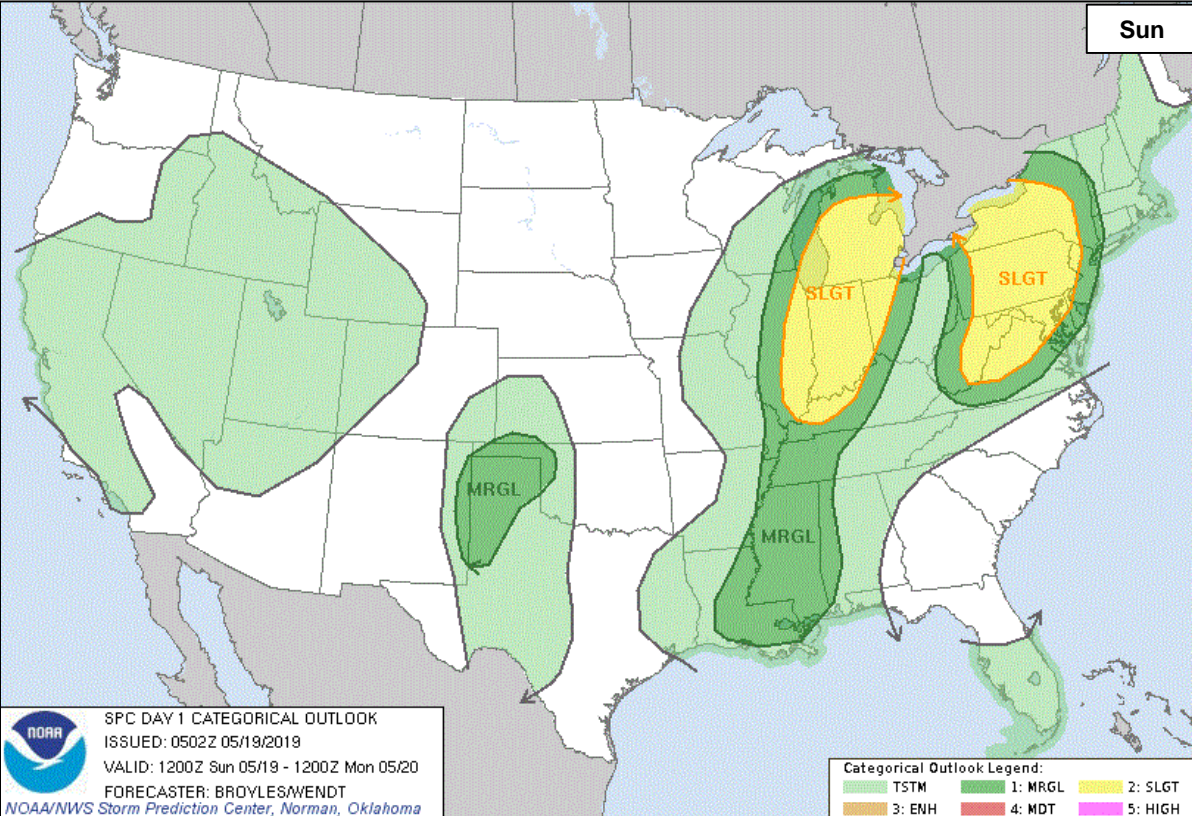 Sun
SLGT
SLGT
MRGL
MRGL
NOAA
SPC DAY 1 CATEGORICAL OUTLOOK
ISSUED: 0502Z 05/19/2019
VALID: 1200Z Sun 05/19 - 1200Z Mon 05/20
FORECASTER: BROYLES/WENDT
NOAA/NWS Storm Prediction Center, Norman, Oklahoma
Categorical Outlook Legend:
TSTM 1: MRGL 2: SLGT
3: ENH 4: MDT 5: HIGH